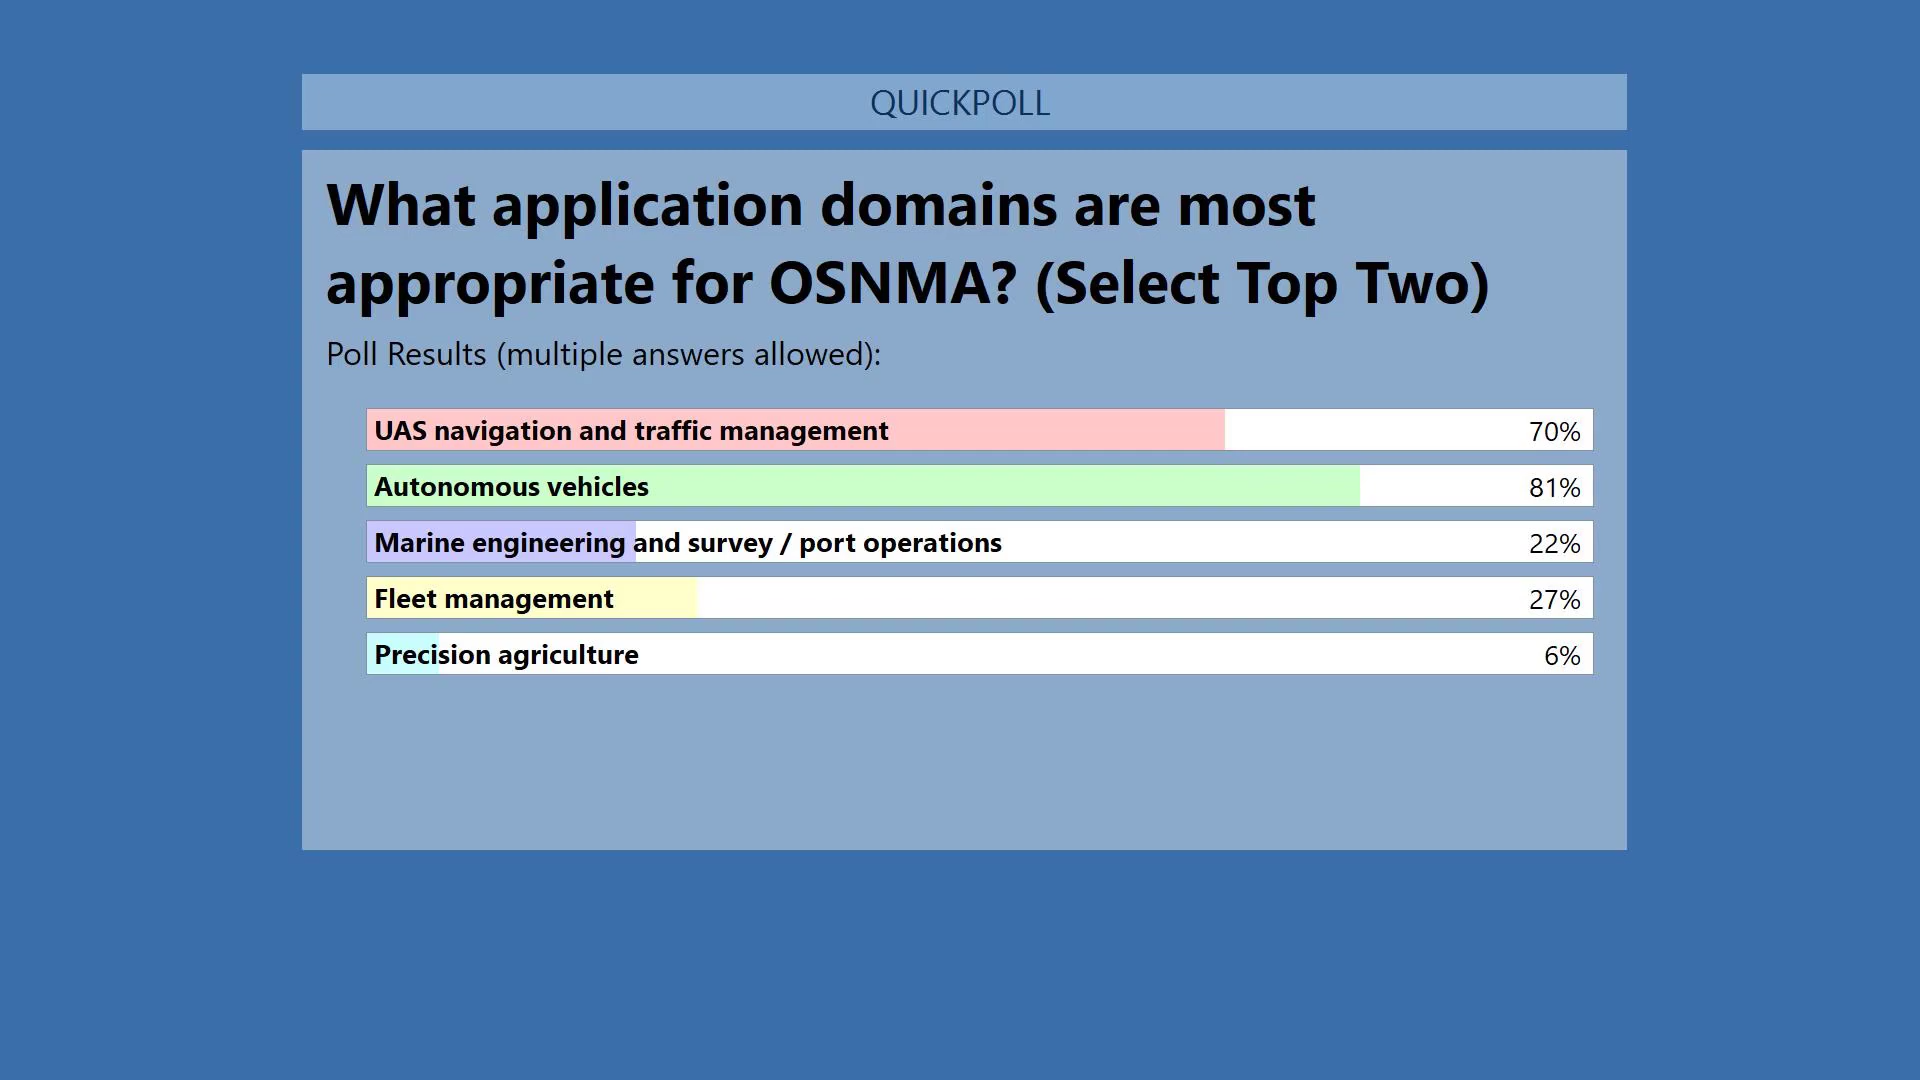 QUICKPOLL
What application domains are most
appropriate for OSNMA? (Select Top Two)
Poll Results (multiple answers allowed):
UAS navigation and traffic management 70%
Autonomous vehicles 81%
Marine engineering and survey / port operations 22%
Fleet management 27%
Precision agriculture 6%